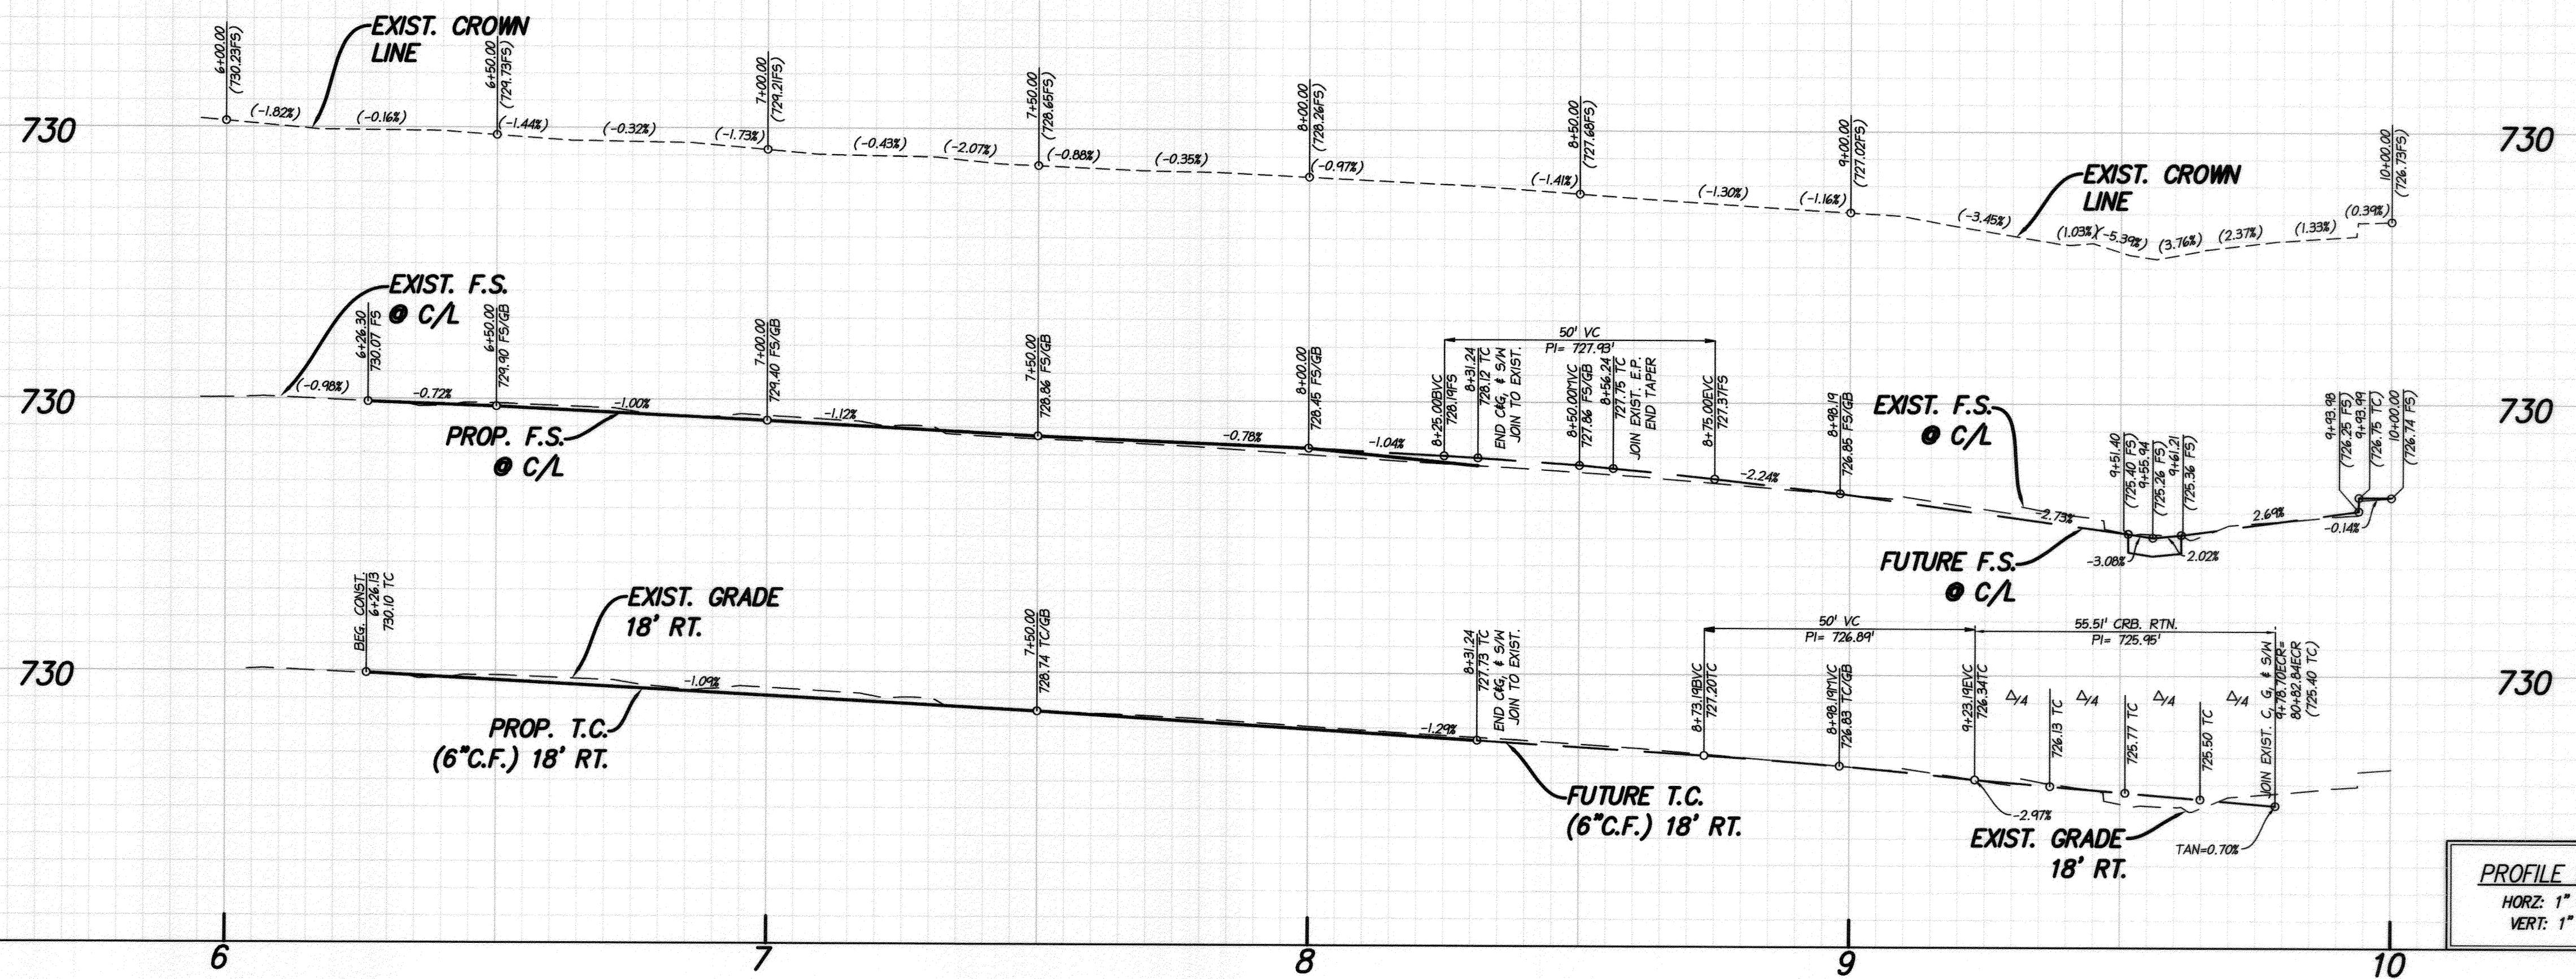 EXIST. CROWN
LINE
6+00.00
(730.23FS)
6+50.00
(729.73FS)
7+00.00
(729.21FS)
7+50.00
(728.65FS)
8+00.00
(728.26FS)
8+50.00
(727.68FS)
9+00.00
(727.02FS)
10+00.00
(726.73FS)
730
(-1.82%)
(-0.16%)
(-1.44%)
(-0.32%)
(-1.73%)
(-0.43%)
(-2.07%)
(-0.88%)
(-0.35%)
(-0.97%)
(-1.41%)
(-1.30%)
(-1.16%)
(-3.45%)
(1.03%)
(-5.39%)
(3.76%)
(2.37%)
(1.33%)
(0.39%)
730
EXIST. CROWN
LINE
EXIST. F.S.
@ C/L
6+26.30
730.07 FS
6+50.00
729.90 FS/GB
7+00.00
729.40 FS/GB
7+50.00
728.86 FS/GB
8+00.00
728.45 FS/GB
50' VC
PI= 727.93'
8+25.00BVC
728.19FS
8+31.24
728.12 TC
END C&G, & S/W
JOIN TO EXIST.
8+50.00MVC
727.86 FS/GB
8+56.24
727.75 TC
JOIN EXIST. E.P.
END TAPER
8+75.00EVC
727.37FS
8+98.19
726.85 FS/GB
EXIST. F.S.
@ C/L
9+51.40
(725.40 FS)
9+55.94
(725.26 FS)
9+61.21
(725.36 FS)
9+93.98
(726.25 FS)
9+93.99
(726.75 TC)
10+00.00
(726.74 FS)
730
(-0.98%)
-0.72%
-1.00%
-1.12%
-0.78%
-1.04%
-2.24%
-2.73%
-3.08%
2.02%
2.69%
-0.14%
730
PROP. F.S.
@ C/L
FUTURE F.S.
@ C/L
BEG. CONST.
6+26.13
730.10 TC
EXIST. GRADE
18' RT.
7+50.00
728.74 TC/GB
8+31.24
727.73 TC
END C&G, & S/W
JOIN TO EXIST.
50' VC
PI= 726.89'
8+73.19BVC
727.20TC
8+98.19MVC
726.83 TC/GB
9+23.19EVC
726.34TC
55.51' CRB. RTN.
PI= 725.95'
Δ/4
Δ/4
Δ/4
Δ/4
726.13 TC
725.77 TC
725.50 TC
JOIN EXIST. C, G, & S/W
9+78.70ECR=
80+82.84ECR
(725.40 TC)
730
-1.09%
-1.29%
-2.97%
730
PROP. T.C.
(6"C.F.) 18' RT.
FUTURE T.C.
(6"C.F.) 18' RT.
EXIST. GRADE
18' RT.
TAN=0.70%
PROFILE
HORZ: 1"
VERT: 1"
6
7
8
9
10